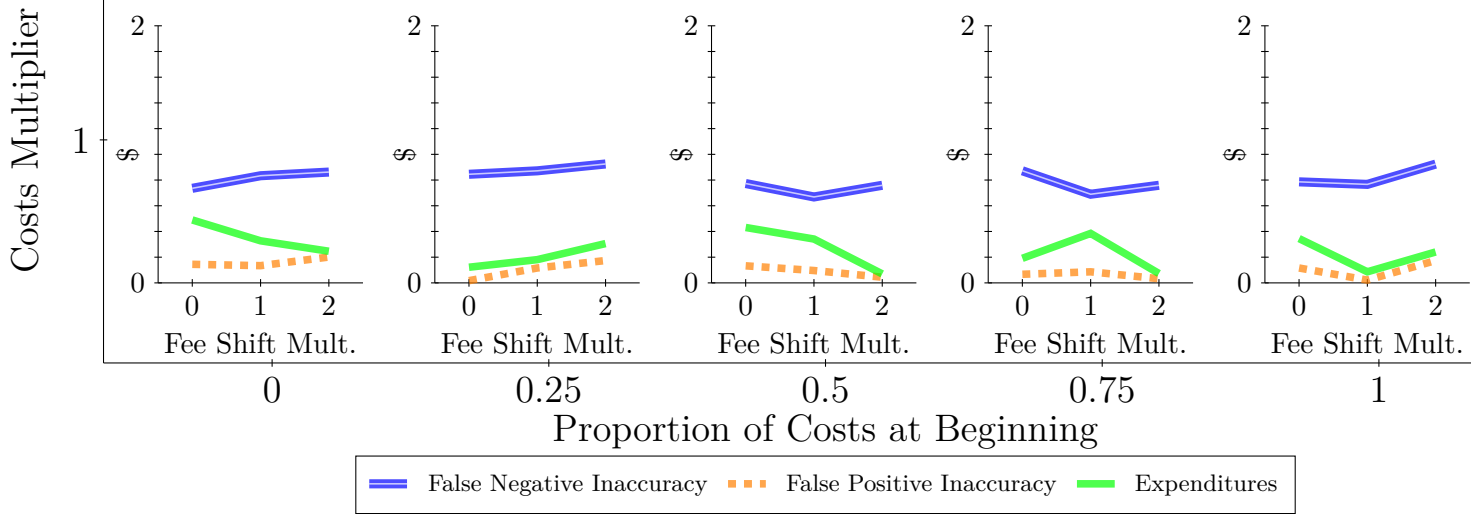 Costs Multiplier
1
2
$
0
0 1 2
Fee Shift Mult.
2
$
0
0 1 2
Fee Shift Mult.
2
$
0
0 1 2
Fee Shift Mult.
2
$
0
0 1 2
Fee Shift Mult.
2
$
0
0 1 2
Fee Shift Mult.
0 0.25 0.5 0.75 1
Proportion of Costs at Beginning
False Negative Inaccuracy False Positive Inaccuracy Expenditures